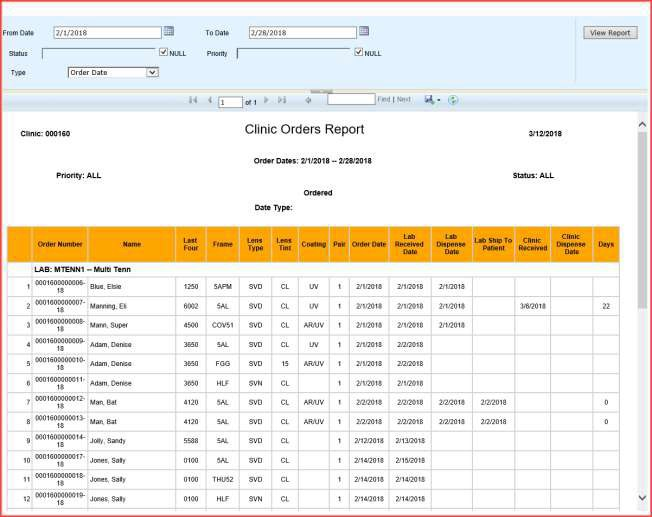 From Date 2/1/2018 To Date 2/28/2018 View Report
Status NULL Priority NULL
Type Order Date
1 of 1 Find | Next
Clinic: 000160 Clinic Orders Report 3/12/2018
Order Dates: 2/1/2018 -- 2/28/2018
Priority: ALL Status: ALL
Ordered
Date Type:
Order Number Name Last Four Frame Lens Type Lens Tint Coating Pair Order Date Lab Received Date Lab Dispense Date Lab Ship To Patient Clinic Received Clinic Dispense Date Days
LAB: MTENN1 -- Multi Tenn
1 0001600000006-18 Blue, Elsie 1250 5AFM SVD CL UV 1 2/1/2018 2/1/2018 2/1/2018
2 0001600000007-18 Manning, Eli 6002 5AL SVD CL UV 1 2/1/2018 2/1/2018 2/1/2018 3/6/2018 22
3 0001600000008-18 Mann, Super 4500 COV51 SVD CL AR/UV 1 2/1/2018 2/1/2018 2/1/2018
4 0001600000009-18 Adam, Denise 3650 5AL SVD CL UV 1 2/1/2018 2/2/2018
5 0001600000010-18 Adam, Denise 3650 FGG SVD 15 AR/UV 1 2/1/2018 2/2/2018
6 0001600000011-18 Adam, Denise 3650 HLF SVN CL 1 2/1/2018 2/1/2018
7 0001600000012-18 Man, Bat 4120 5AL SVD CL AR/UV 1 2/2/2018 2/2/2018 2/2/2018 2/2/2018 0
8 0001600000013-18 Man, Bat 4120 5AL SVD CL AR/UV 1 2/2/2018 2/2/2018 2/2/2018 2/2/2018 0
9 0001600000014-18 Jolly, Sandy 5588 5AL SVD CL 1 2/12/2018 2/13/2018
10 0001600000017-18 Jones, Sally 0100 5AL SVD CL 1 2/14/2018 2/15/2018
11 0001600000018-18 Jones, Sally 0100 THU52 SVD CL 1 2/14/2018 2/14/2018
12 0001600000019-18 Jones, Sally 0100 HLF SVN CL 1 2/14/2018 2/14/2018